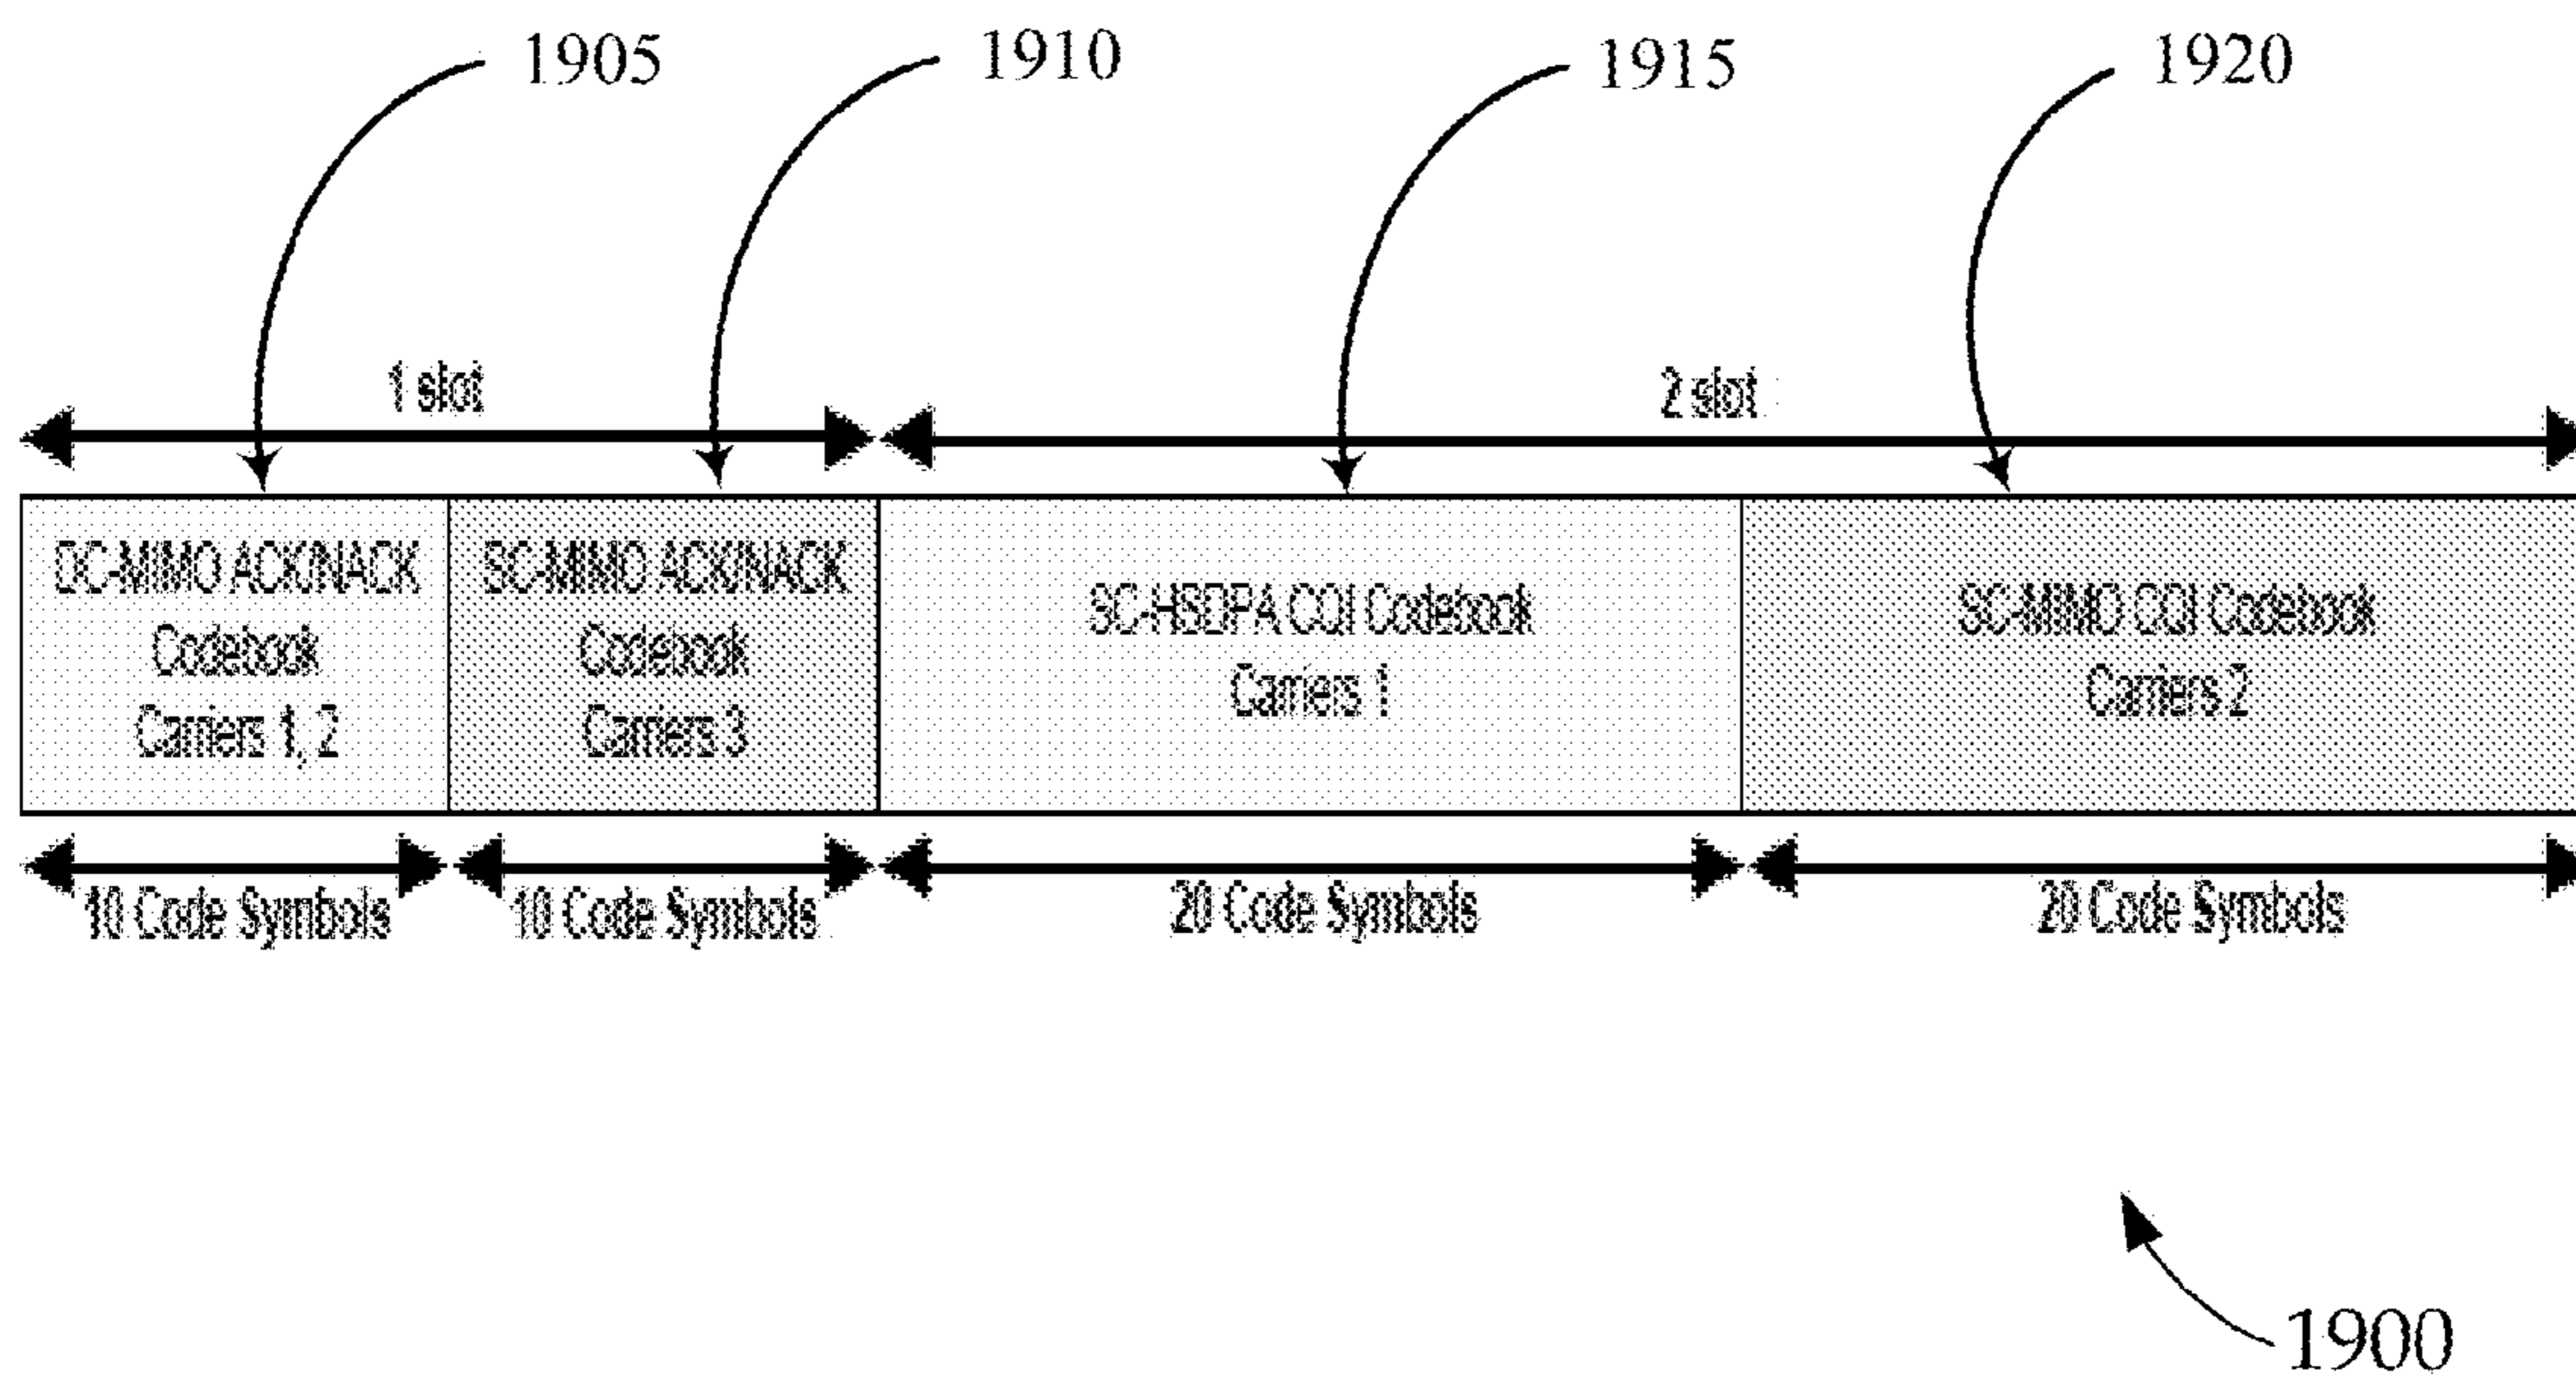 1905
1910
1915
1920
1 slot
2 slot
DC-MIMO ACK/NACK
Codebook
Carriers 1, 2
SC-MIMO ACK/NACK
Codebook
Carriers 3
SC-HSDPA CQI Codebook
Carriers 1
SC-MIMO CQI Codebook
Carriers 2
10 Code Symbols
10 Code Symbols
20 Code Symbols
20 Code Symbols
1900